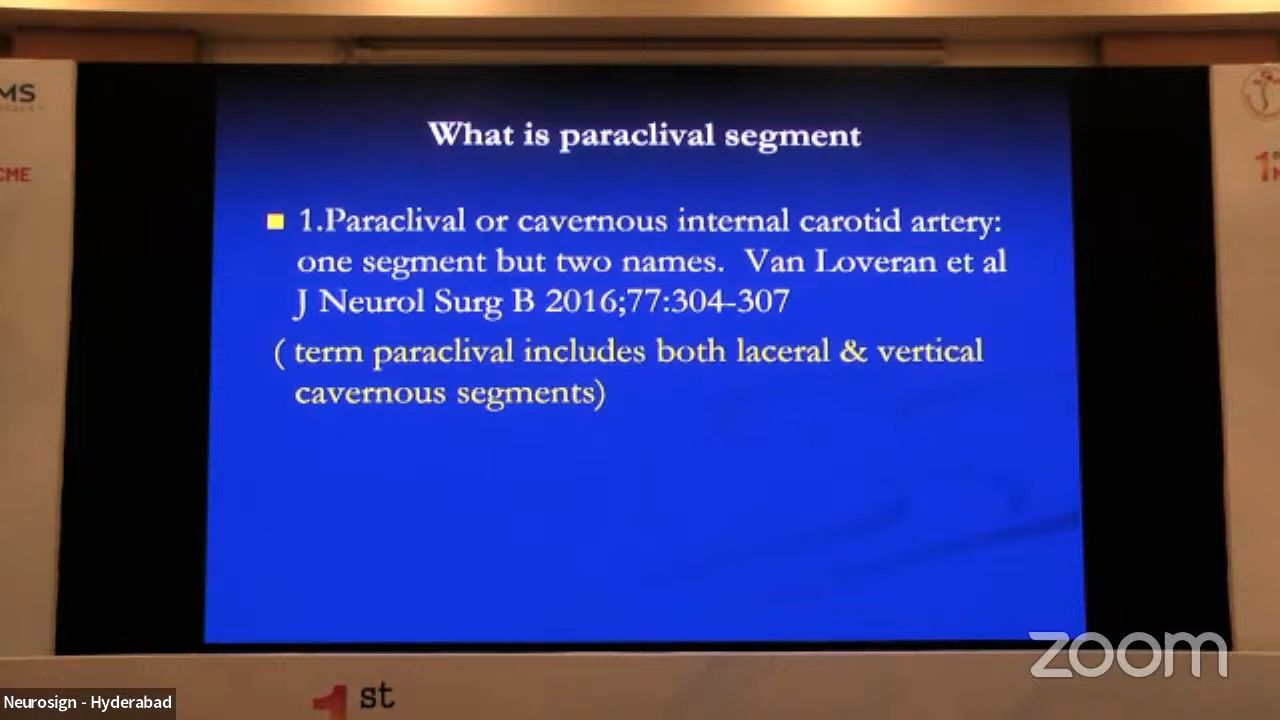 MS
CME
What is paraclival segment
1.Paraclival or cavernous internal carotid artery:
one segment but two names. Van Loveran et al
J Neurol Surg B 2016;77:304-307
( term paraclival includes both laceral & vertical
cavernous segments)
1
zoom
Neurosign - Hyderabad
1st